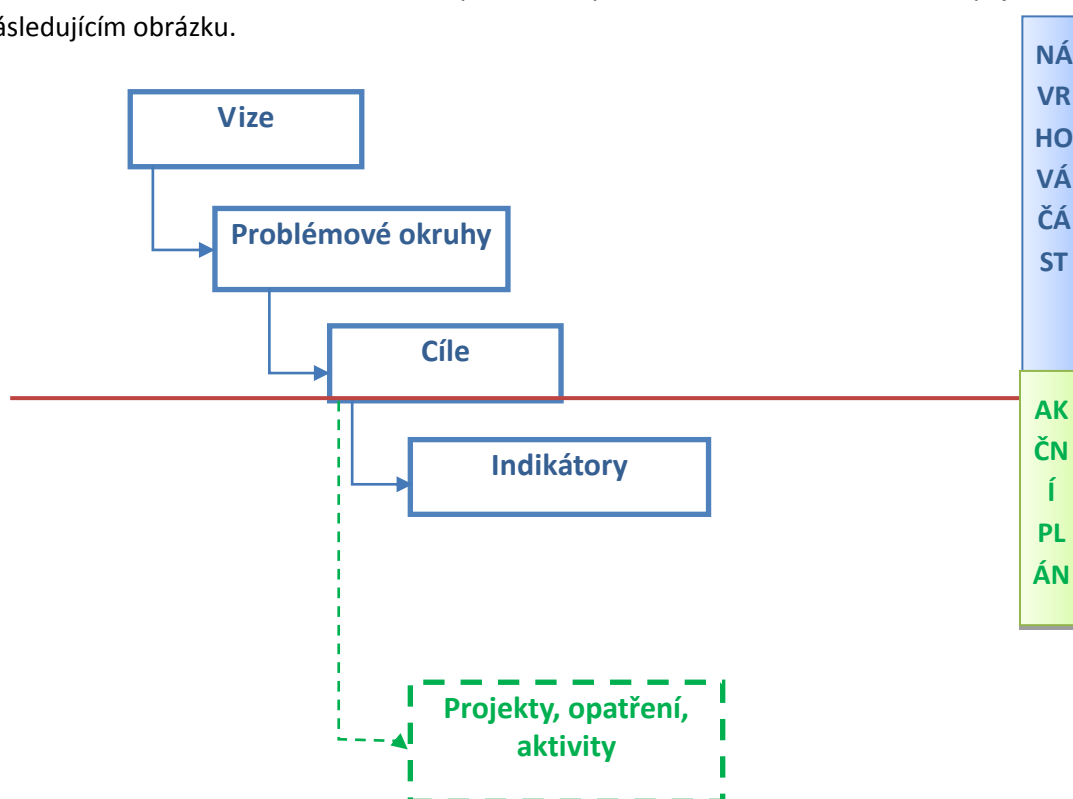 následujícím obrázku.
Vize
Problémové okruhy
Cíle
Indikátory
Projekty, opatření,
aktivity
NÁ
VR
HO
VÁ
ČÁ
ST
AK
ČN
Í
PL
ÁN